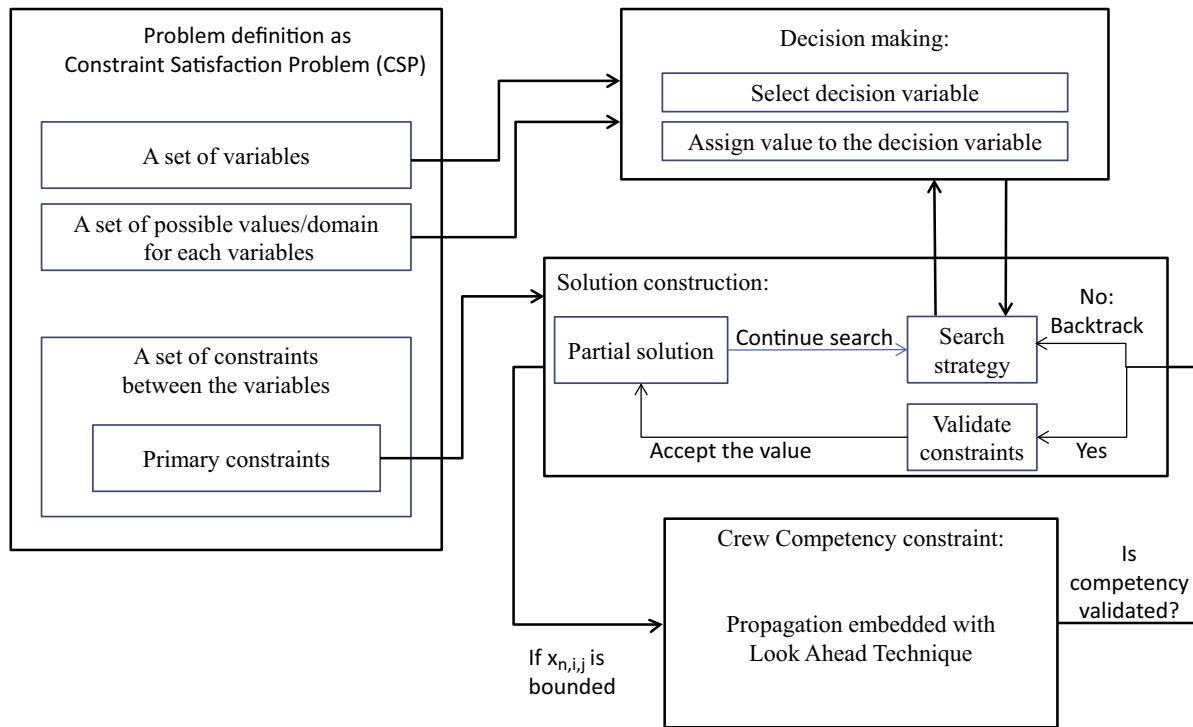 Problem definition as
Constraint Satisfaction Problem (CSP)
A set of variables
A set of possible values/domain
for each variables
A set of constraints
between the variables
Primary constraints
Decision making:
Select decision variable
Assign value to the decision variable
Solution construction:
Partial solution
Continue search
Search
strategy
No:
Backtrack
Accept the value
Validate
constraints
Yes
If x_{n,i,j} is
bounded
Crew Competency constraint:
Propagation embedded with
Look Ahead Technique
Is
competency
validated?